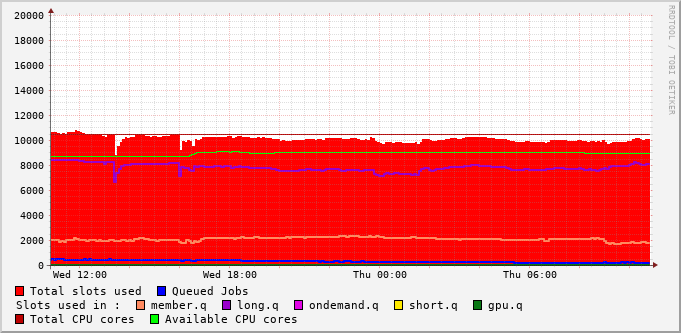 RRDTOOL / TOBI OETIKER
20000
18000
16000
14000
12000
10000
8000
6000
4000
2000
0
Wed 12:00 Wed 18:00 Thu 00:00 Thu 06:00
Total slots used Queued Jobs
Slots used in : member.q long.q ondemand.q short.q gpu.q
Total CPU cores Available CPU cores